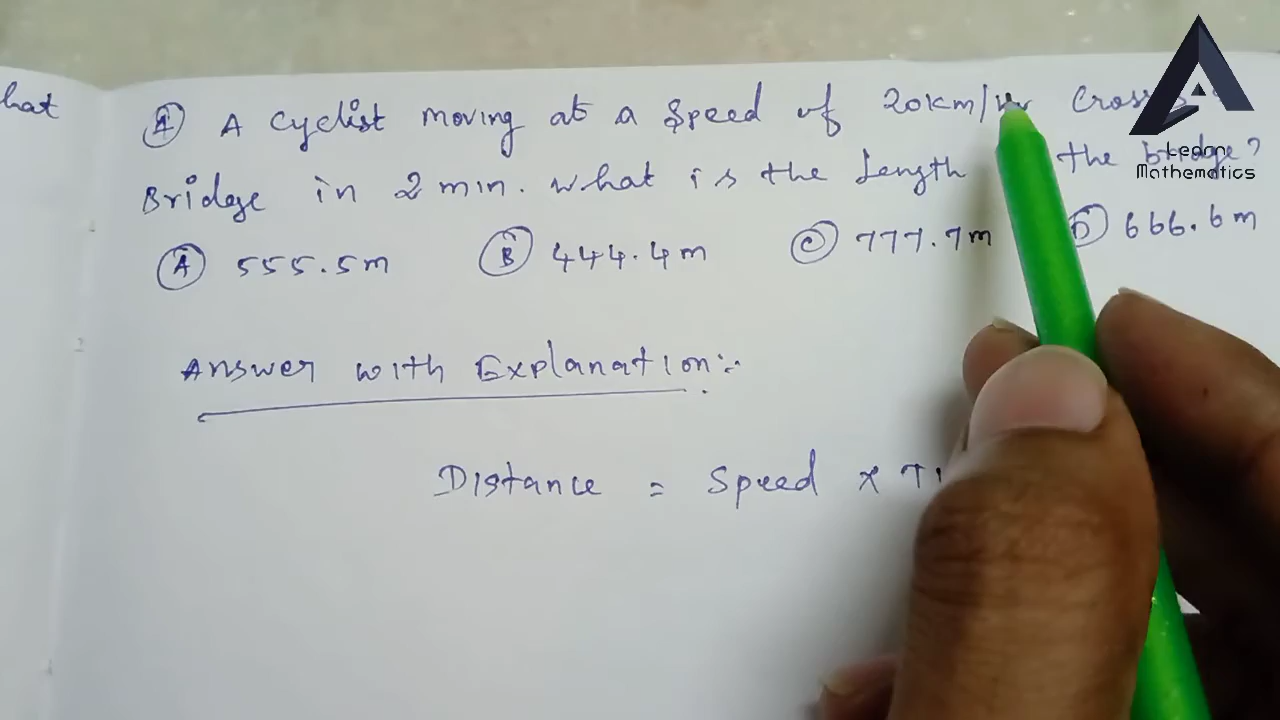 hat
4 A Cyclist moving at a Speed of 20km/hr
Bridge in 2 min. what is the Length the bridge?
A 555.5m B 444.4m C 777.7m D 666.6m
Answer with Explanation:-
Distance = Speed x
Learn
Mathematics